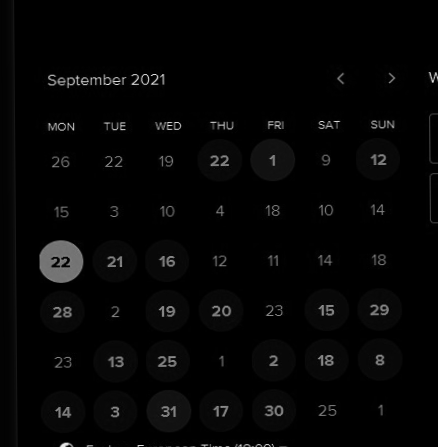 September 2021 < > W
MON TUE WED THU FRI SAT SUN
26 22 19 22 1 9 12
15 3 10 4 18 10 14
22 21 16 12 11 14 18
28 2 19 20 23 15 29
23 13 25 1 2 18 8
14 3 31 17 30 25 1